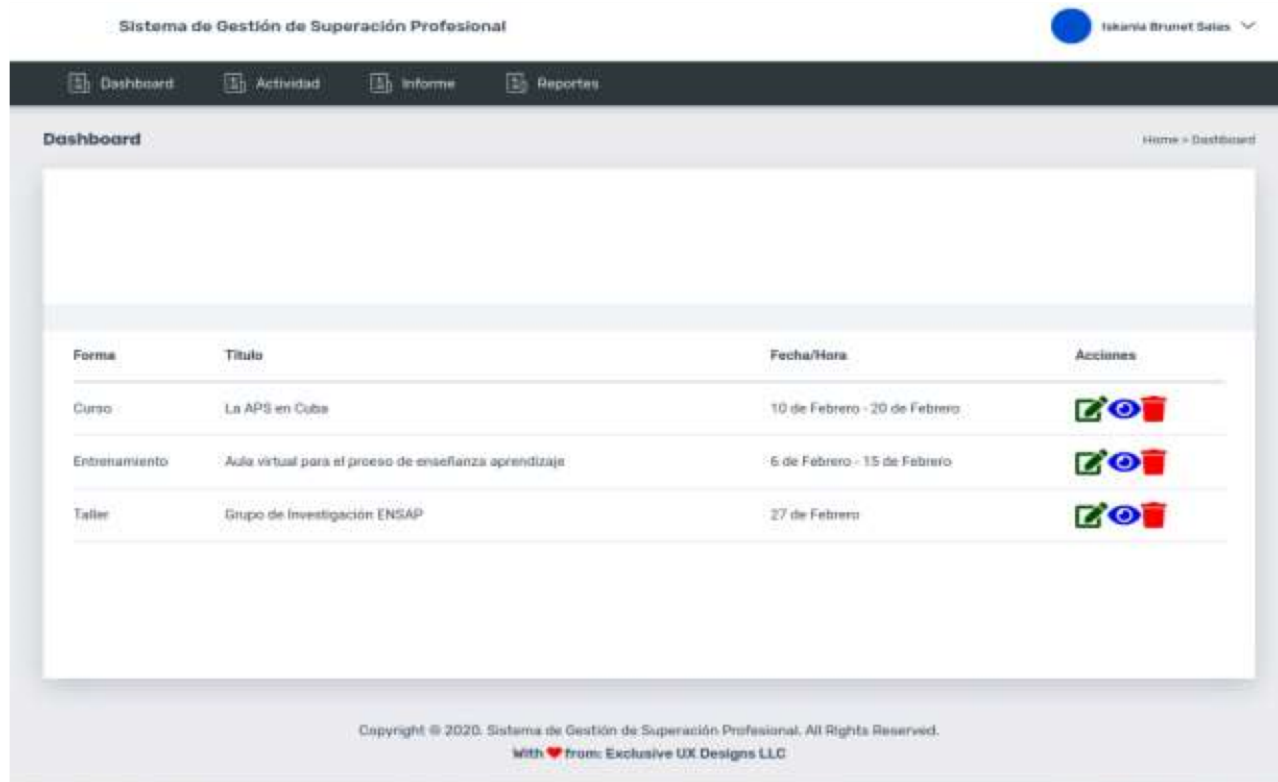 Sistema de Gestión de Superación Profesional
Iskania Brunet Salas
Dashboard Actividad Informe Reportes
Dashboard
Home > Dashboard
Forma Título Fecha/Hora Acciones
Curso La APS en Cuba 10 de Febrero - 20 de Febrero
Entrenamiento Aula virtual para el proeso de enseñanza aprendizaje 6 de Febrero - 15 de Febrero
Taller Grupo de Investigación ENSAP 27 de Febrero
Copyright © 2020. Sistema de Gestión de Superación Profesional. All Rights Reserved.
With ❤ from: Exclusive UX Designs LLC